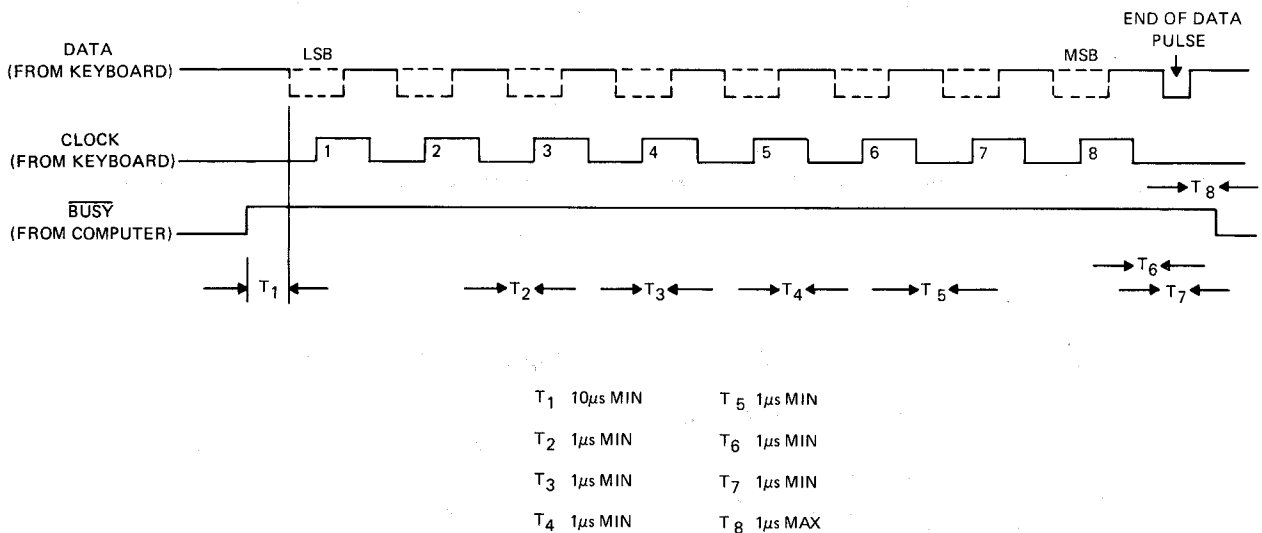 END OF DATA
PULSE
DATA
(FROM KEYBOARD)
LSB
MSB
CLOCK
(FROM KEYBOARD)
1 2 3 4 5 6 7 8
T8
BUSY
(FROM COMPUTER)
T6
T1 T2 T3 T4 T5 T7
T1 10µs MIN
T2 1µs MIN
T3 1µs MIN
T4 1µs MIN
T5 1µs MIN
T6 1µs MIN
T7 1µs MIN
T8 1µs MAX